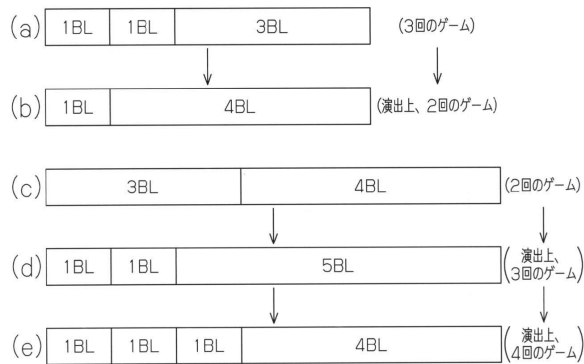 (a) 1BL 1BL 3BL (3回のゲーム)
(b) 1BL 4BL (演出上、2回のゲーム)
(c) 3BL 4BL (2回のゲーム)
(d) 1BL 1BL 5BL (演出上、
3回のゲーム)
(e) 1BL 1BL 1BL 4BL (演出上、
4回のゲーム)